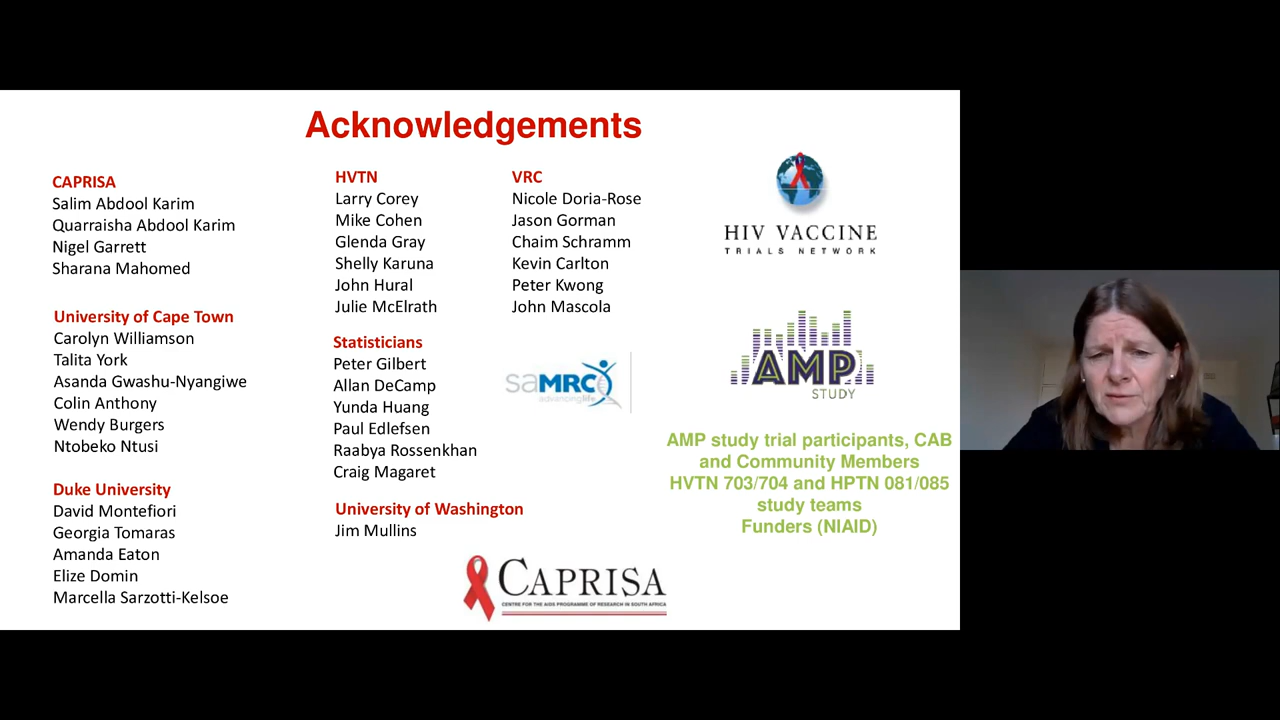 Acknowledgements
CAPRISA
Salim Abdool Karim
Quarraisha Abdool Karim
Nigel Garrett
Sharana Mahomed
University of Cape Town
Carolyn Williamson
Talita York
Asanda Gwashu-Nyangiwe
Colin Anthony
Wendy Burgers
Ntobeko Ntusi
Duke University
David Montefiori
Georgia Tomaras
Amanda Eaton
Elize Domin
Marcella Sarzotti-Kelsoe
HVTN
Larry Corey
Mike Cohen
Glenda Gray
Shelly Karuna
John Hural
Julie McElrath
Statisticians
Peter Gilbert
Allan DeCamp
Yunda Huang
Paul Edlefsen
Raabya Rossenkhan
Craig Magaret
University of Washington
Jim Mullins
VRC
Nicole Doria-Rose
Jason Gorman
Chaim Schramm
Kevin Carlton
Peter Kwong
John Mascola
saMRC
advancing life
CAPRISA
CENTRE FOR THE AIDS PROGRAMME OF RESEARCH IN SOUTH AFRICA
HIV VACCINE
TRIALS NETWORK
AMP
STUDY
AMP study trial participants, CAB
and Community Members
HVTN 703/704 and HPTN 081/085
study teams
Funders (NIAID)